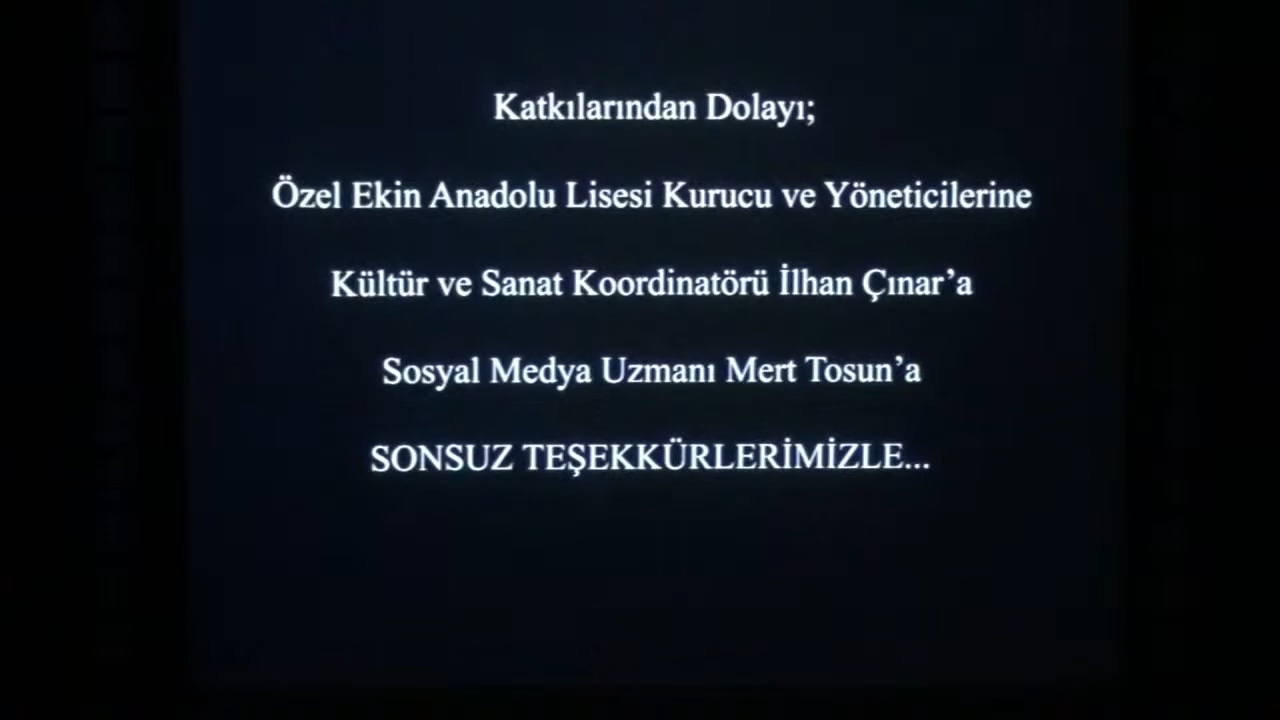 Katkılarından Dolayı;
Özel Ekin Anadolu Lisesi Kurucu ve Yöneticilerine
Kültür ve Sanat Koordinatörü İlhan Çınar’a
Sosyal Medya Uzmanı Mert Tosun’a
SONSUZ TEŞEKKÜRLERİMİZLE...